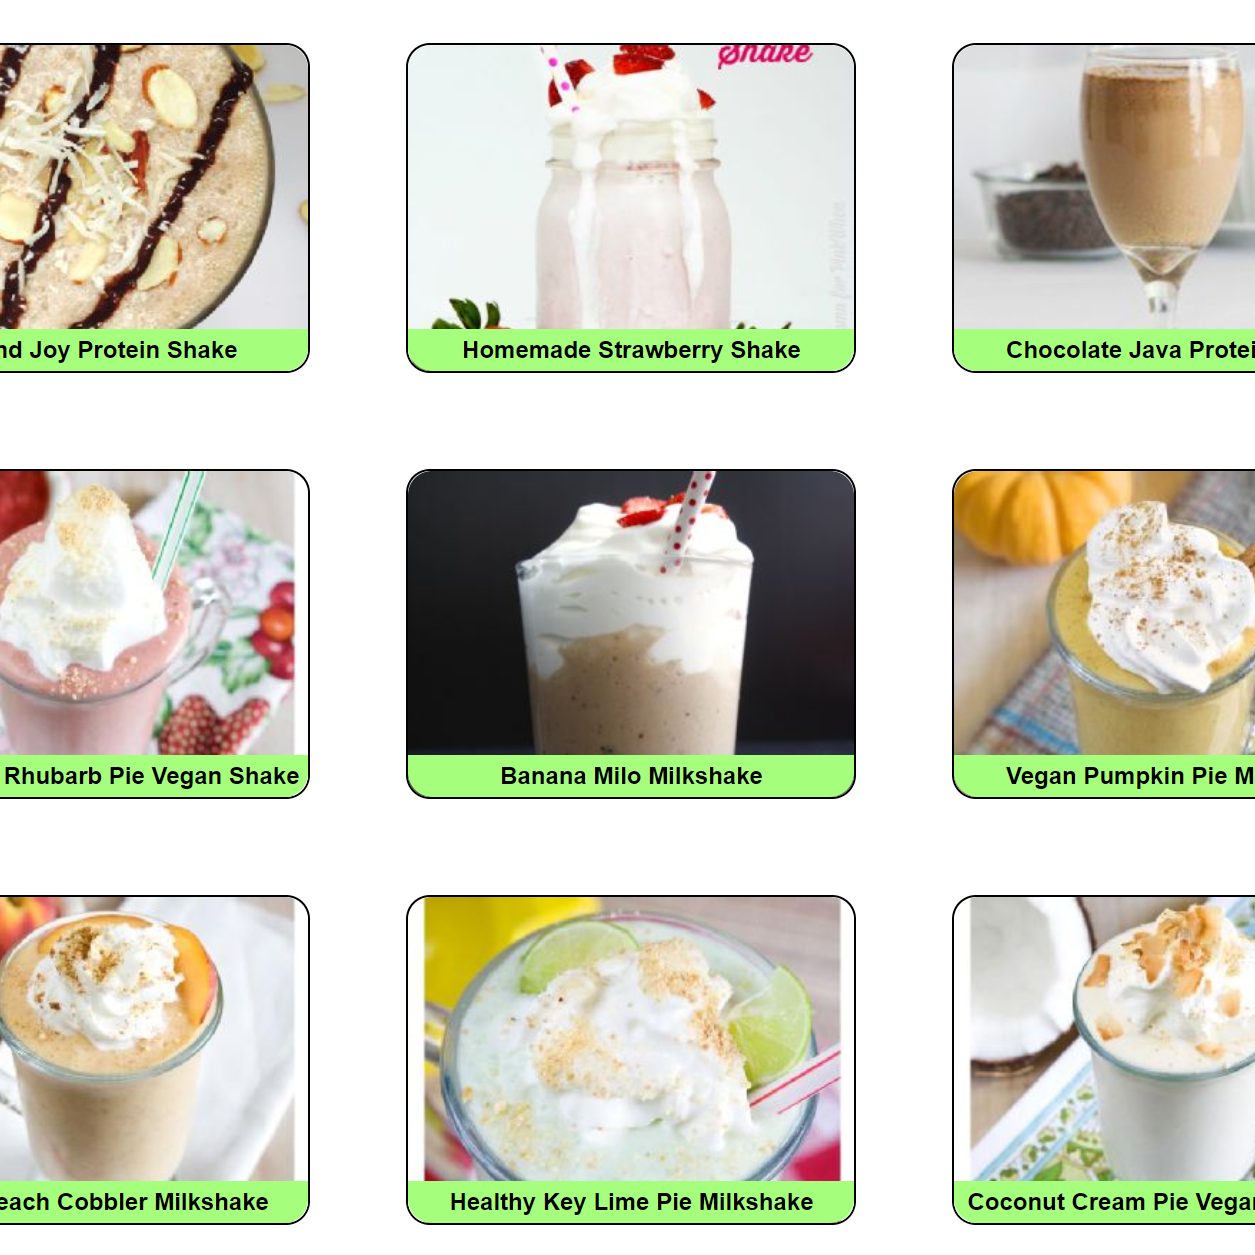 Shake
nd Joy Protein Shake
Homemade Strawberry Shake
Chocolate Java Protei
Rhubarb Pie Vegan Shake
Banana Milo Milkshake
Vegan Pumpkin Pie M
each Cobbler Milkshake
Healthy Key Lime Pie Milkshake
Coconut Cream Pie Vegan